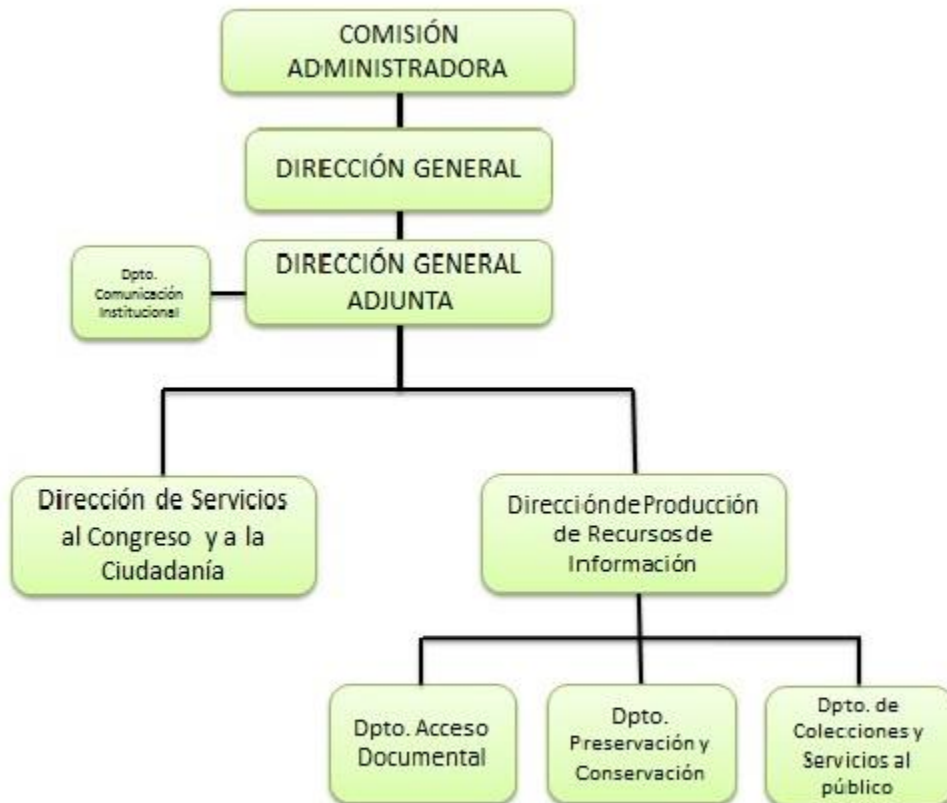 COMISIÓN
ADMINISTRADORA
DIRECCIÓN GENERAL
DIRECCIÓN GENERAL
ADJUNTA
Dpto.
Comunicación
Institucional
Dirección de Servicios
al Congreso y a la
Ciudadanía
Dirección de Producción
de Recursos de
Información
Dpto. Acceso
Documental
Dpto.
Preservación y
Conservación
Dpto. de
Colecciones y
Servicios al
público